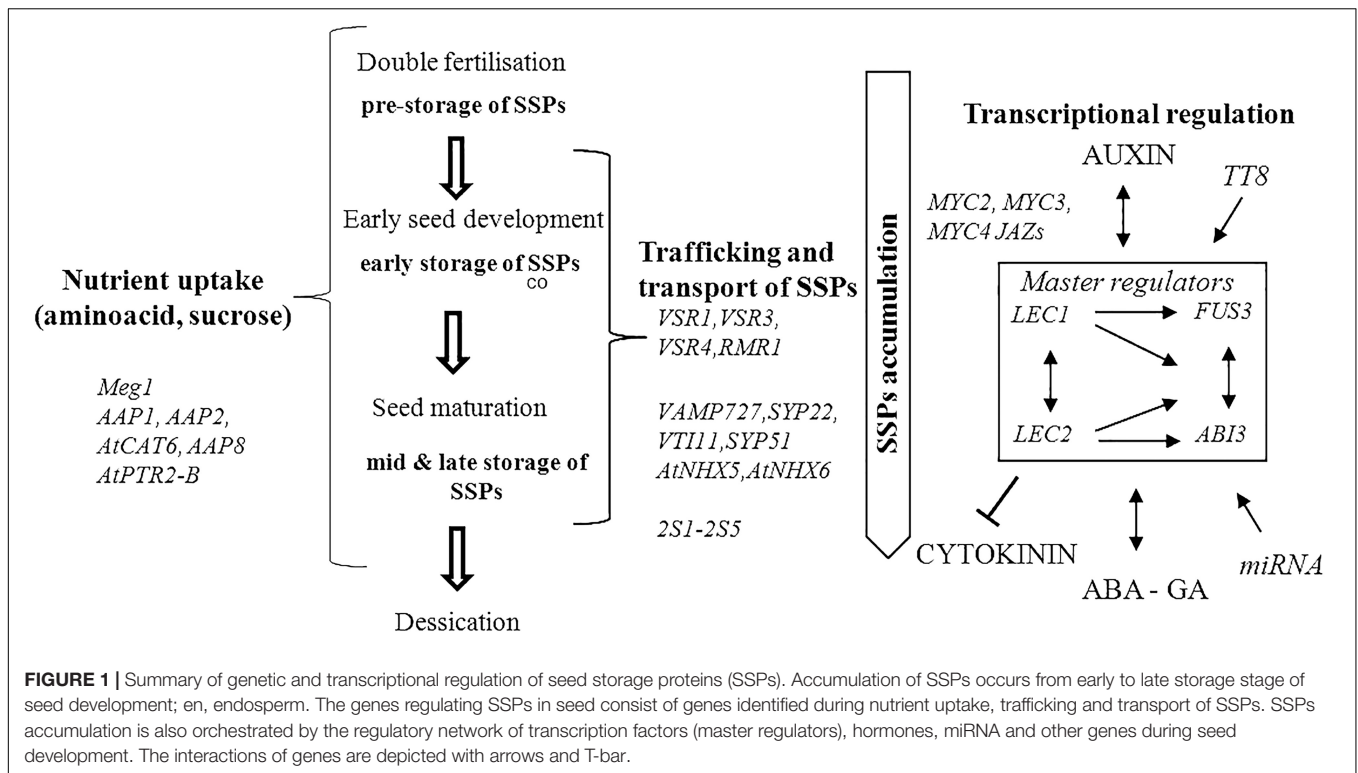 Double fertilisation
pre-storage of SSPs
Early seed development
early storage of SSPs
co
Seed maturation
mid & late storage of
SSPs
Dessication
Nutrient uptake
(aminoacid, sucrose)
Meg1
AAP1, AAP2,
AtCAT6, AAP8
AtPTR2-B
Trafficking and
transport of SSPs
VSR1,VSR3,
VSR4,RMR1
VAMP727,SYP22,
VTI11,SYP51
AtNHX5,AtNHX6
2S1-2S5
SSPs accumulation
Transcriptional regulation
AUXIN
TT8
MYC2, MYC3,
MYC4 JAZs
Master regulators
LEC1 FUS3
LEC2 ABI3
CYTOKININ
ABA - GA
miRNA
FIGURE 1 | Summary of genetic and transcriptional regulation of seed storage proteins (SSPs). Accumulation of SSPs occurs from early to late storage stage of
seed development; en, endosperm. The genes regulating SSPs in seed consist of genes identified during nutrient uptake, trafficking and transport of SSPs. SSPs
accumulation is also orchestrated by the regulatory network of transcription factors (master regulators), hormones, miRNA and other genes during seed
development. The interactions of genes are depicted with arrows and T-bar.